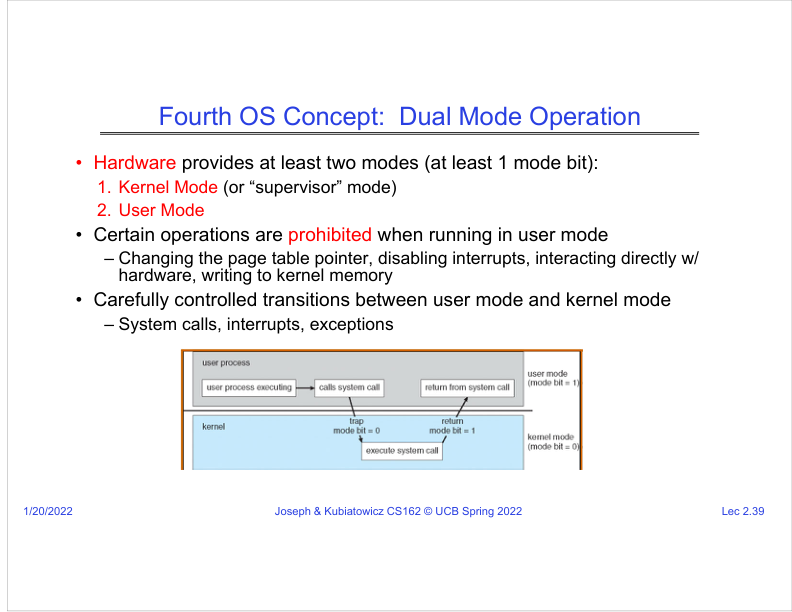 Fourth OS Concept:  Dual Mode Operation
• Hardware provides at least two modes (at least 1 mode bit):
1. Kernel Mode (or “supervisor” mode)
2. User Mode
• Certain operations are prohibited when running in user mode
– Changing the page table pointer, disabling interrupts, interacting directly w/
hardware, writing to kernel memory
• Carefully controlled transitions between user mode and kernel mode
– System calls, interrupts, exceptions
user process
user process executing
calls system call
return from system call
user mode
(mode bit = 1)
kernel
trap
mode bit = 0
return
mode bit = 1
execute system call
kernel mode
(mode bit = 0)
1/20/2022
Joseph & Kubiatowicz CS162 © UCB Spring 2022
Lec 2.39